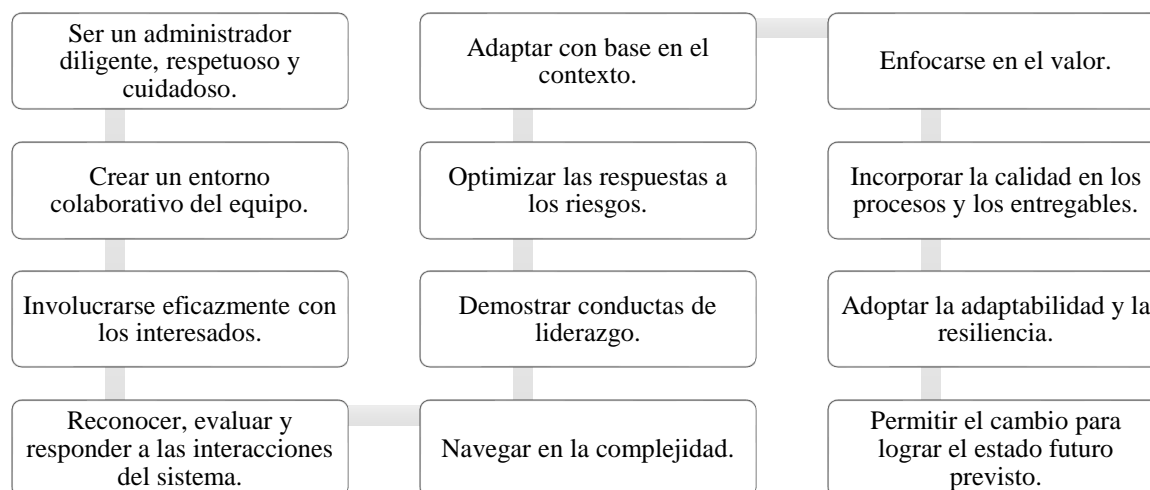 Ser un administrador
diligente, respetuoso y
cuidadoso.
Crear un entorno
colaborativo del equipo.
Involucrarse eficazmente con
los interesados.
Reconocer, evaluar y
responder a las interacciones
del sistema.
Navegar en la complejidad.
Demostrar conductas de
liderazgo.
Optimizar las respuestas a
los riesgos.
Adaptar con base en el
contexto.
Enfocarse en el valor.
Incorporar la calidad en los
procesos y los entregables.
Adoptar la adaptabilidad y la
resiliencia.
Permitir el cambio para
lograr el estado futuro
previsto.